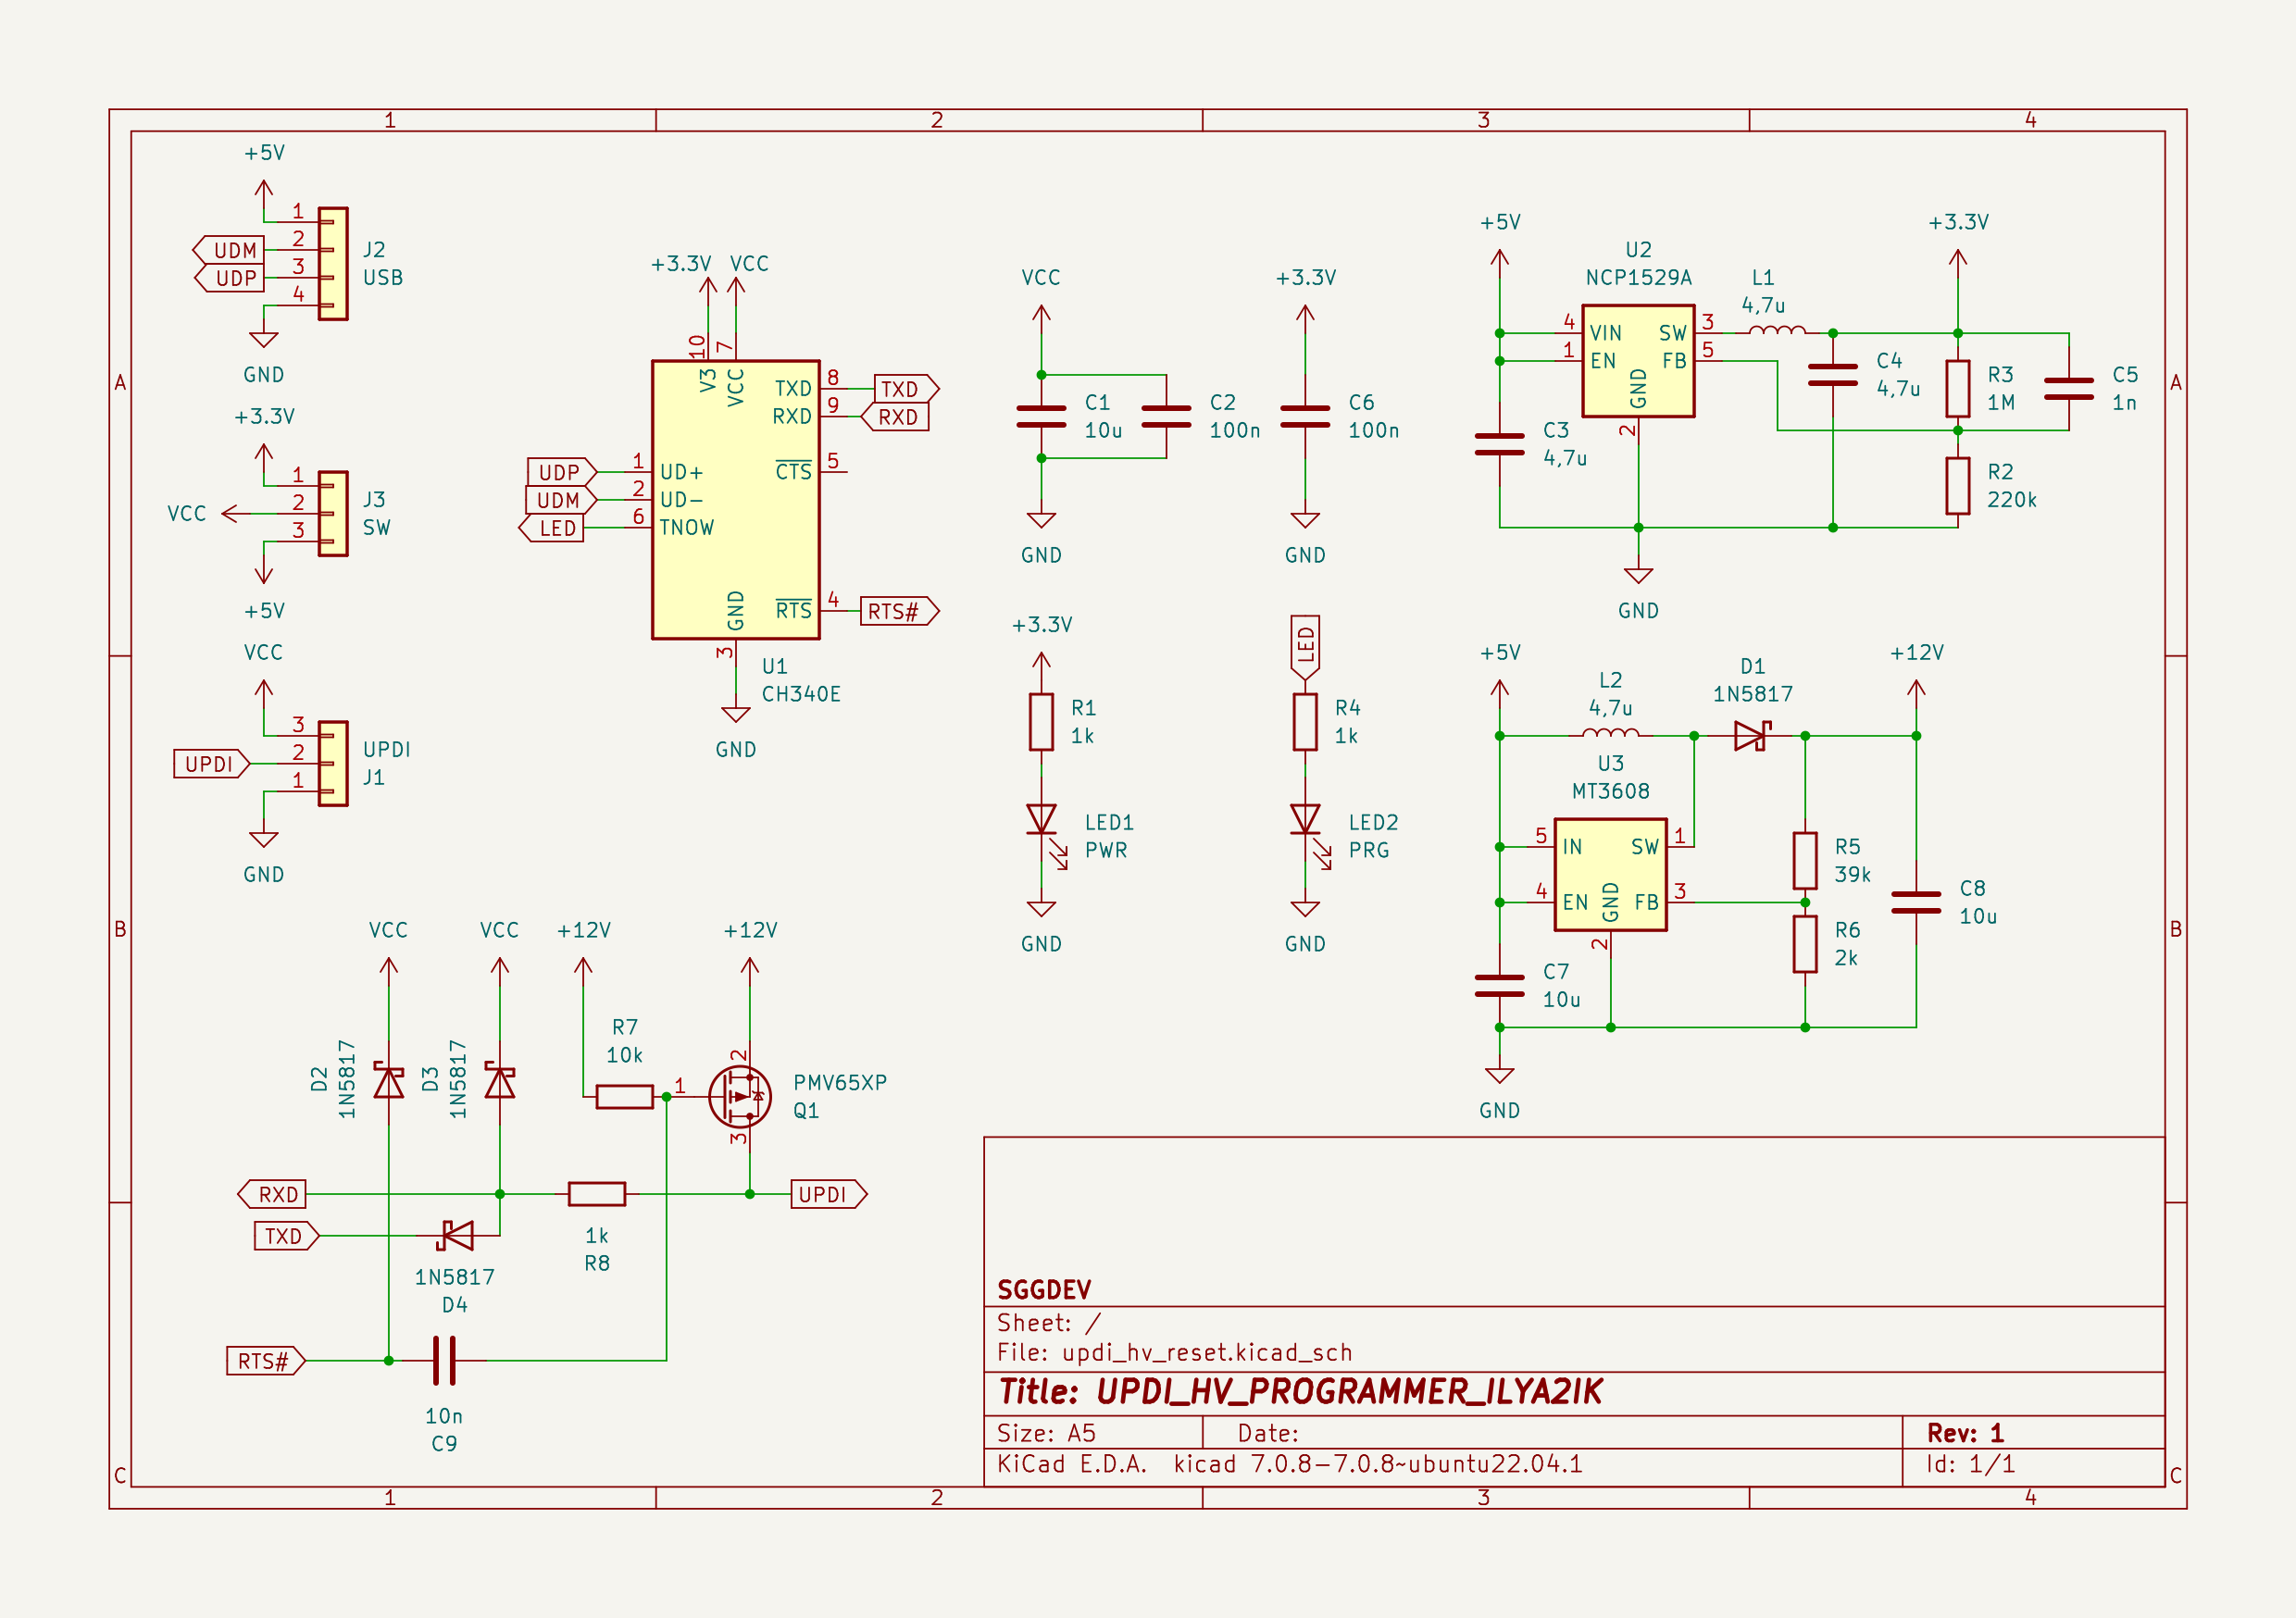 1 2 3 4
A
B
C
A
B
C
1 2 3 4
+5V
1
UDM 2
UDP 3
4
J2
USB
GND
+3.3V
1
VCC 2
3
J3
SW
+5V
VCC
3
UPDI 2
1
UPDI
J1
GND
+3.3V VCC
10 7
V3 VCC
TXD 8 TXD
RXD 9 RXD
UDP 1 UD+
CTS 5
UDM 2 UD-
LED 6 TNOW
GND
RTS 4 RTS#
3
U1
CH340E
GND
VCC
C1
10u
C2
100n
GND
+3.3V
C6
100n
GND
+3.3V
R1
1k
LED1
PWR
GND
LED
R4
1k
LED2
PRG
GND
+5V
U2
NCP1529A
4 VIN
1 EN
SW 3
FB 5
GND
2
L1
4,7u
+3.3V
C3
4,7u
C4
4,7u
R3
1M
C5
1n
R2
220k
GND
+5V
L2
4,7u
D1
1N5817
+12V
U3
MT3608
5 IN
SW 1
4 EN
FB 3
GND
2
R5
39k
R6
2k
C8
10u
C7
10u
GND
VCC VCC +12V +12V
D2
1N5817
D3
1N5817
R7
10k
1
2
3
PMV65XP
Q1
RXD
UPDI
1k
R8
TXD
1N5817
D4
RTS#
10n
C9
SGGDEV
Sheet: /
File: updi_hv_reset.kicad_sch
Title: UPDI_HV_PROGRAMMER_ILYA2IK
Size: A5 Date: Rev: 1
KiCad E.D.A. kicad 7.0.8-7.0.8~ubuntu22.04.1 Id: 1/1